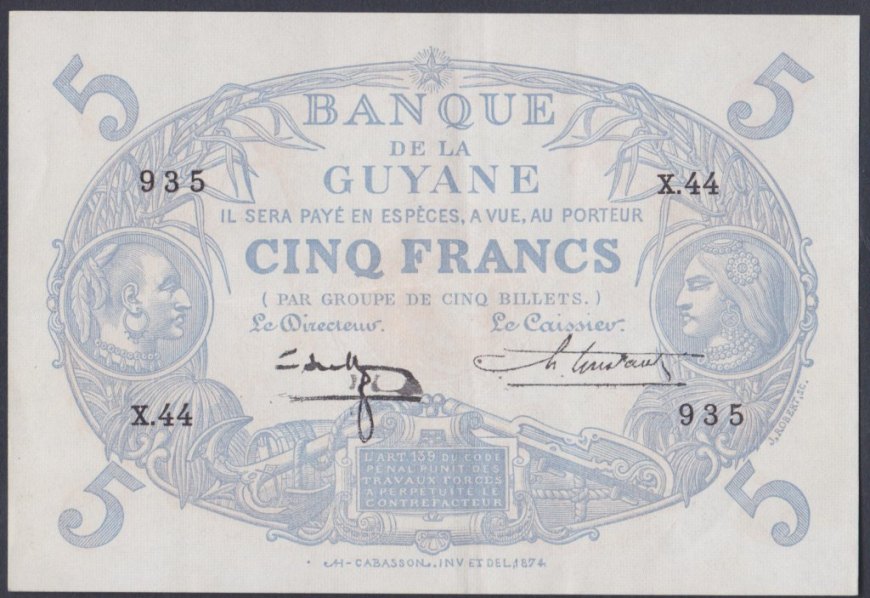 5 5
BANQUE
DE LA
GUYANE
935 X.44
IL SERA PAYÉ EN ESPÈCES, A VUE, AU PORTEUR
CINQ FRANCS
( PAR GROUPE DE CINQ BILLETS. )
Le Directeur. Le Caissier.
X.44 935
L'ART. 139 DU CODE
PÉNAL PUNIT DES
TRAVAUX FORCÉS
A PERPÉTUITÉ LE
CONTREFACTEUR
J. ROBERT, SC.
5 5
H-CABASSON. INV ET DEL, 1874